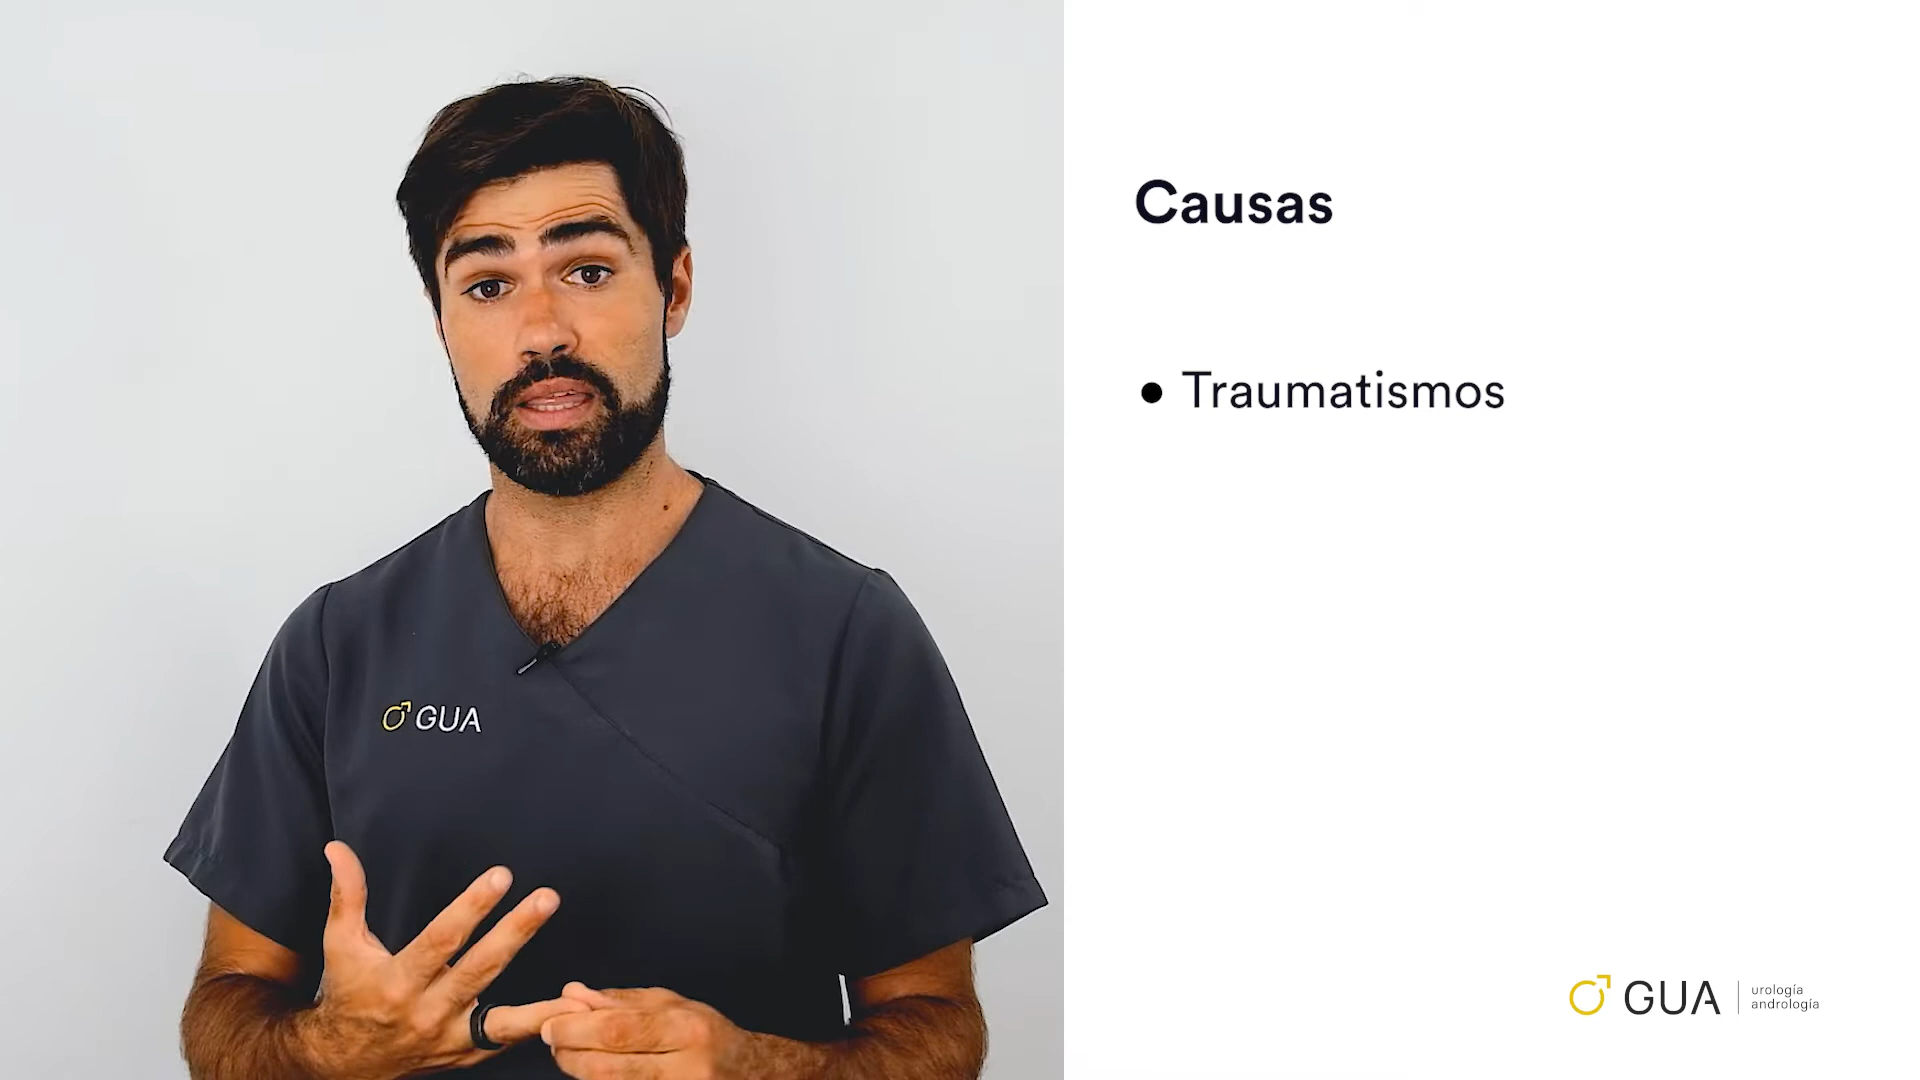 Causas
● Traumatismos
GUA
GUA
urología
andrología